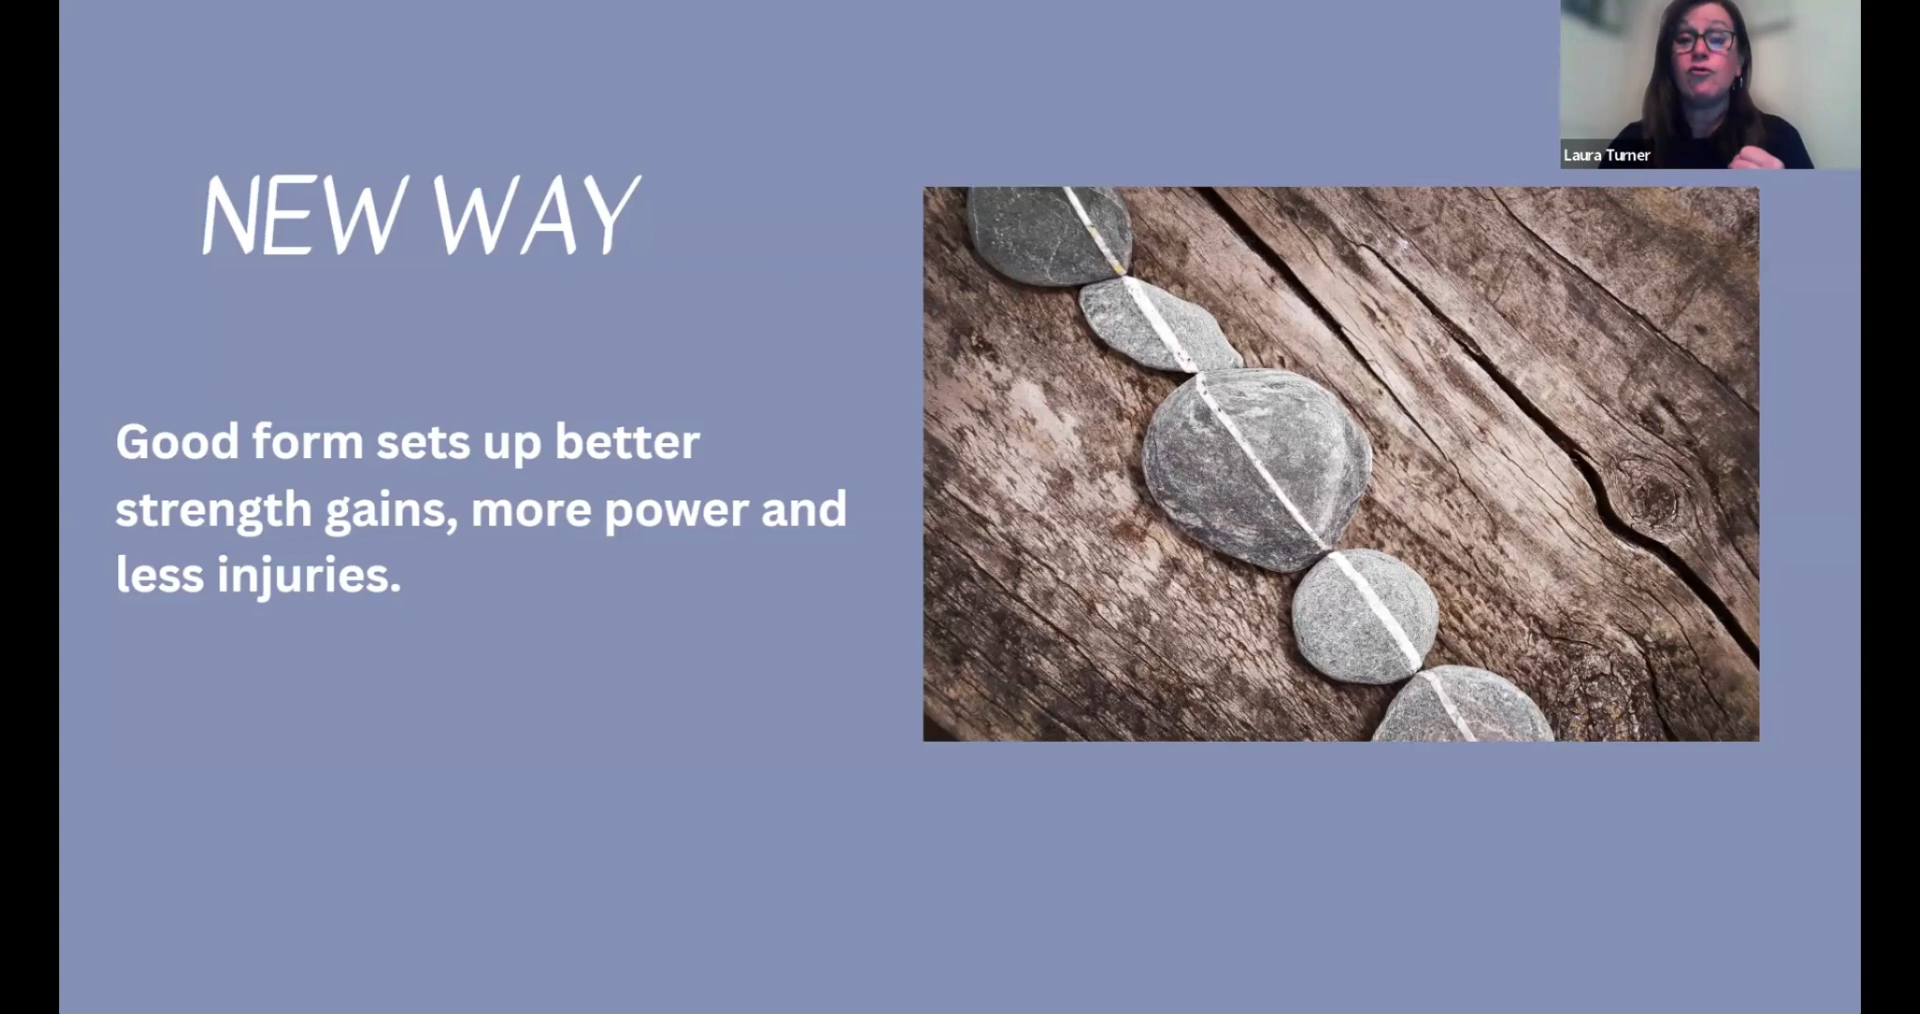 Laura Turner
NEW WAY
Good form sets up better
strength gains, more power and
less injuries.